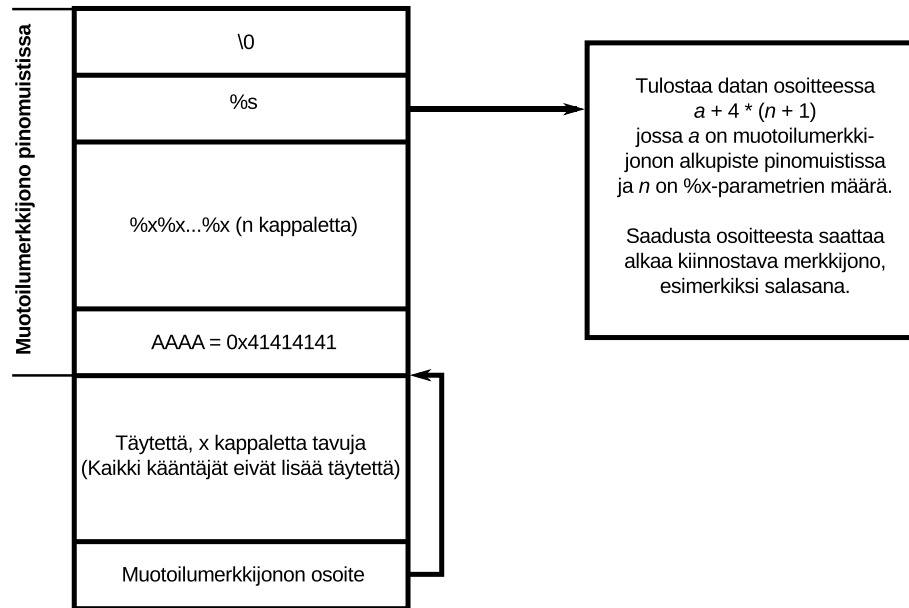 Muotoilumerkkijono pinomuistissa
\0
%s
%x%x...%x (n kappaletta)
AAAA = 0x41414141
Täytettä, x kappaletta tavuja
(Kaikki kääntäjät eivät lisää täytettä)
Muotoilumerkkijonon osoite
Tulostaa datan osoitteessa
a + 4 * (n + 1)
jossa a on muotoilumerkki-
jonon alkupiste pinomuistissa
ja n on %x-parametrien määrä.
Saadusta osoitteesta saattaa
alkaa kiinnostava merkkijono,
esimerkiksi salasana.